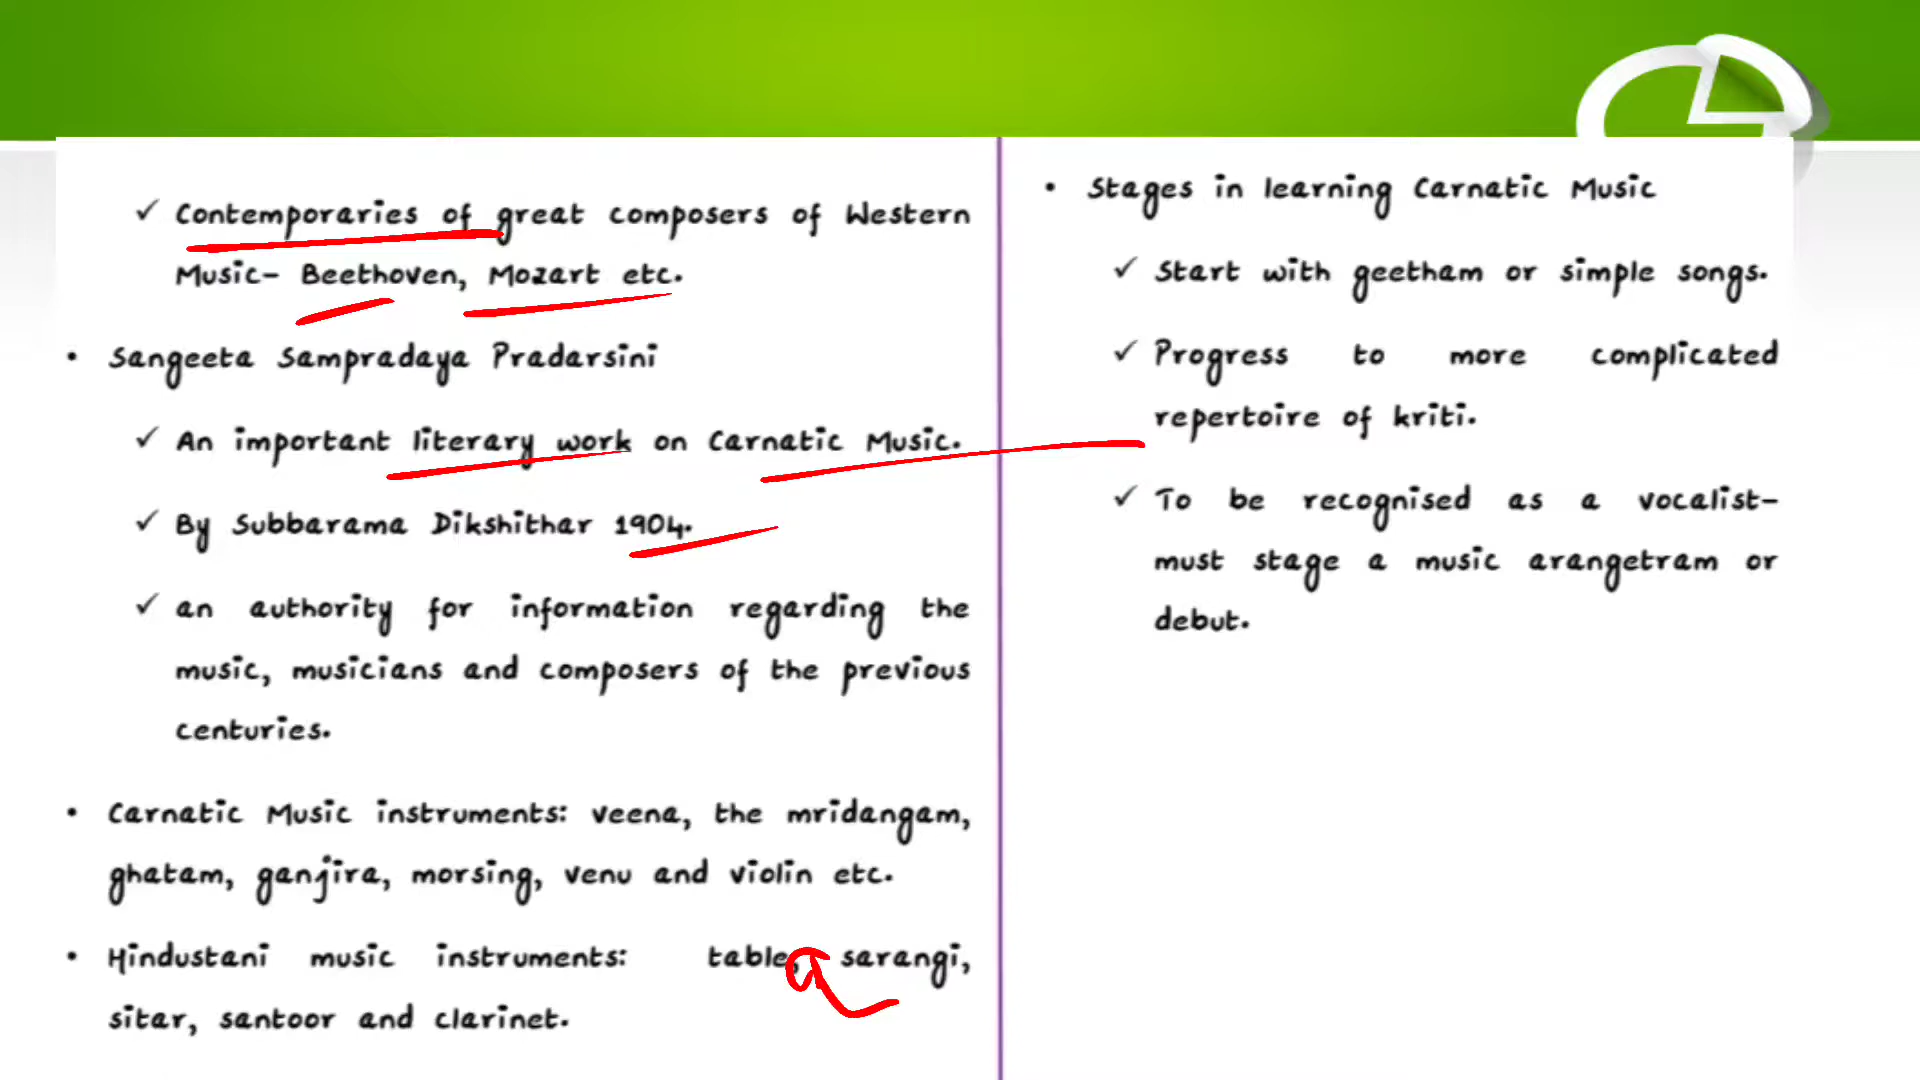 ✓ Contemporaries of great composers of Western
Music- Beethoven, Mozart etc.
• Sangeeta Sampradaya Pradarsini
✓ An important literary work on Carnatic Music.
✓ By Subbarama Dikshithar 1904.
✓ an authority for information regarding the
music, musicians and composers of the previous
centuries.
• Carnatic Music instruments: veena, the mridangam,
ghatam, ganjira, morsing, venu and violin etc.
• Hindustani music instruments: table, a sarangi,
sitar, santoor and clarinet.
• Stages in learning Carnatic Music
✓ Start with geetham or simple songs.
✓ Progress to more complicated
repertoire of kriti.
✓ To be recognised as a vocalist-
must stage a music arangetram or
debut.